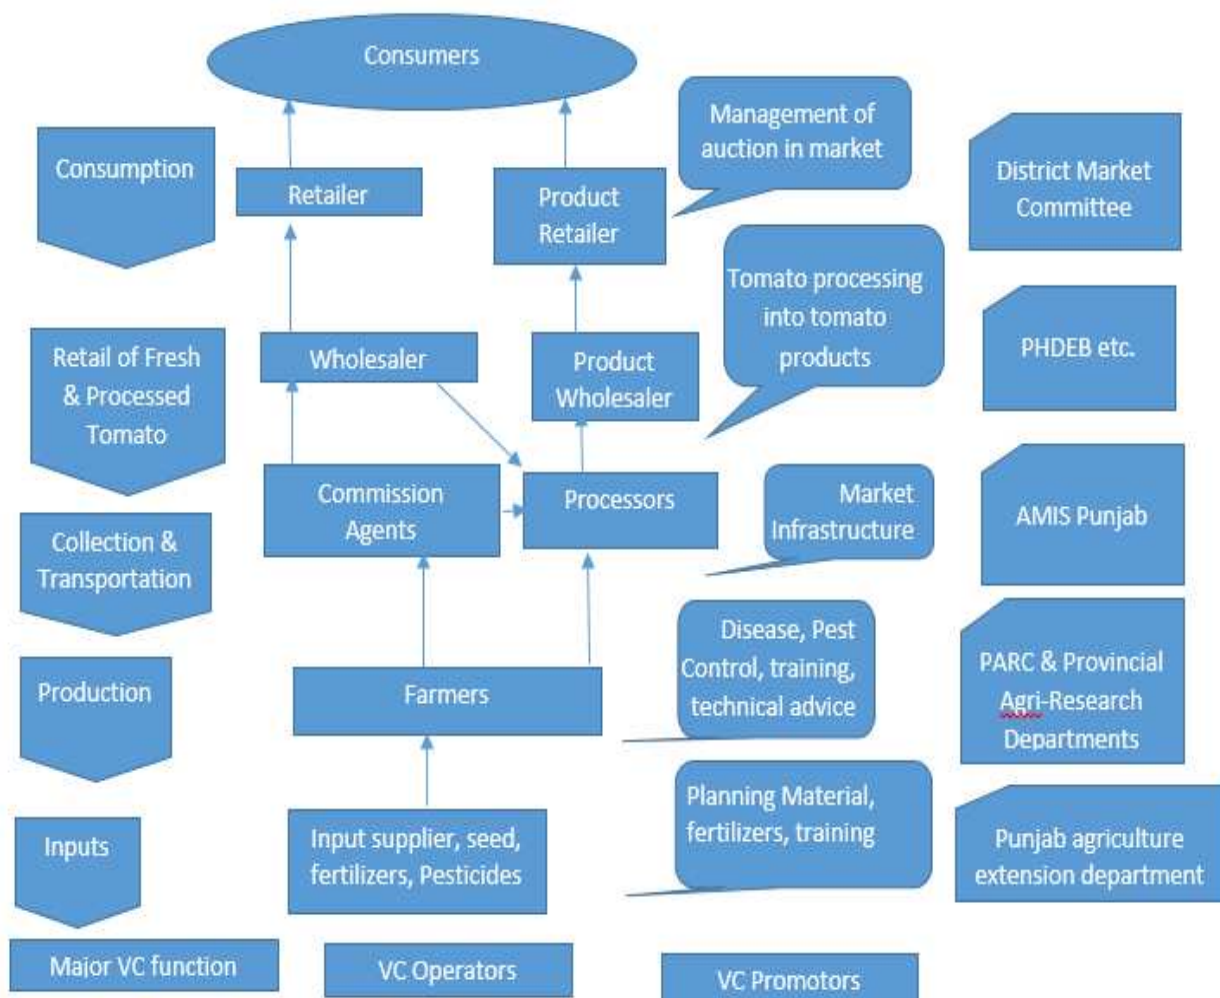 Consumers
Management of
auction in market
Consumption
District Market
Committee
Retailer
Product
Retailer
Tomato processing
into tomato
products
PHDEB etc.
Retail of Fresh
& Processed
Tomato
Wholesaler
Product
Wholesaler
Commission
Agents
Processors
Market
Infrastructure
AMIS Punjab
Collection &
Transportation
Disease, Pest
Control, training,
technical advice
PARC & Provincial
Agri-Research
Departments
Production
Farmers
Planning Material,
fertilizers, training
Inputs
Input supplier, seed,
fertilizers, Pesticides
Punjab agriculture
extension department
Major VC function
VC Operators
VC Promotors